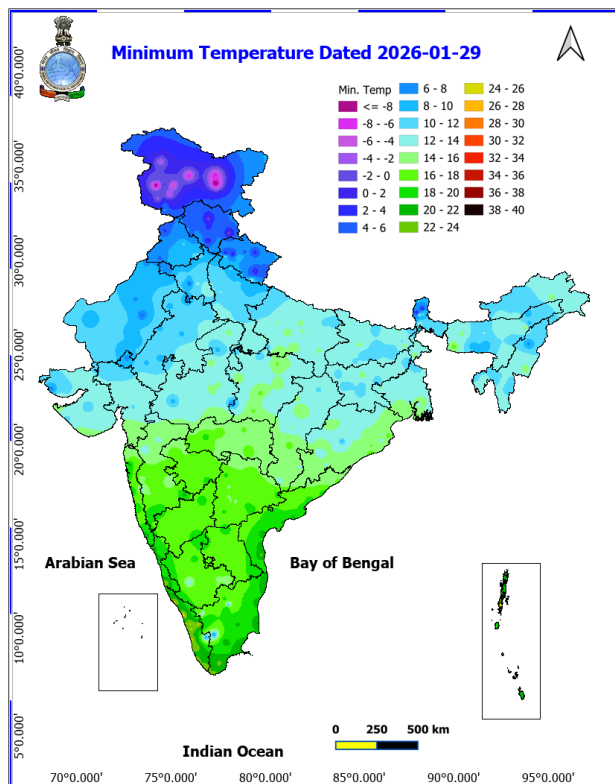 Minimum Temperature Dated 2026-01-29
Min. Temp
<= -8
-8 - -6
-6 - -4
-4 - -2
-2 - 0
0 - 2
2 - 4
4 - 6
6 - 8
8 - 10
10 - 12
12 - 14
14 - 16
16 - 18
18 - 20
20 - 22
22 - 24
24 - 26
26 - 28
28 - 30
30 - 32
32 - 34
34 - 36
36 - 38
38 - 40
40°0.000'
35°0.000'
30°0.000'
25°0.000'
20°0.000'
15°0.000'
10°0.000'
5°0.000'
Arabian Sea
Bay of Bengal
Indian Ocean
0 250 500 km
70°0.000' 75°0.000' 80°0.000' 85°0.000' 90°0.000' 95°0.000'